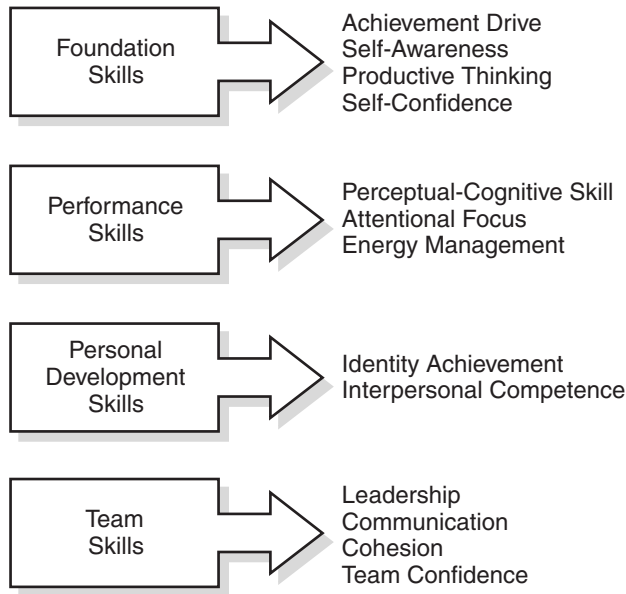 Foundation
Skills
Achievement Drive
Self-Awareness
Productive Thinking
Self-Confidence
Performance
Skills
Perceptual-Cognitive Skill
Attentional Focus
Energy Management
Personal
Development
Skills
Identity Achievement
Interpersonal Competence
Team
Skills
Leadership
Communication
Cohesion
Team Confidence